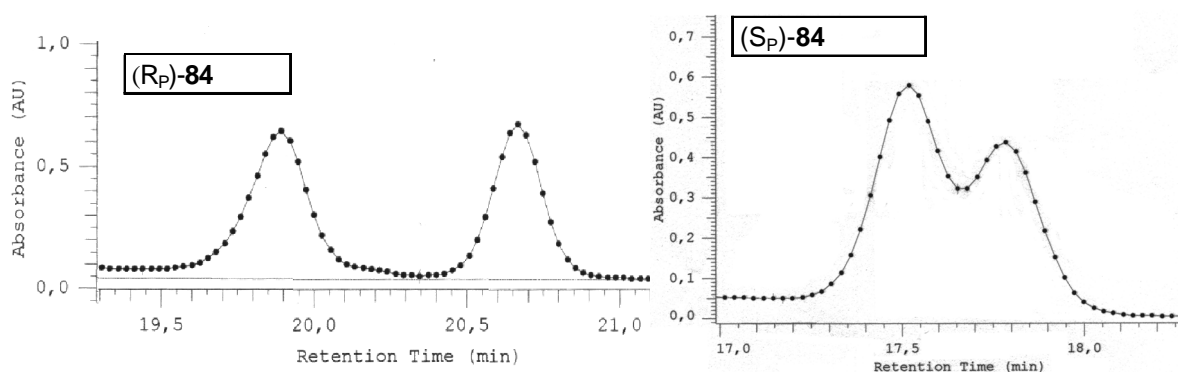 (RP)-84
1,0
0,5
0,0
Absorbance (AU)
19,5 20,0 20,5 21,0
Retention Time (min)
(SP)-84
0,7
0,6
0,5
0,4
0,3
0,2
0,1
0,0
Absorbance (AU)
17,0 17,5 18,0
Retention Time (min)